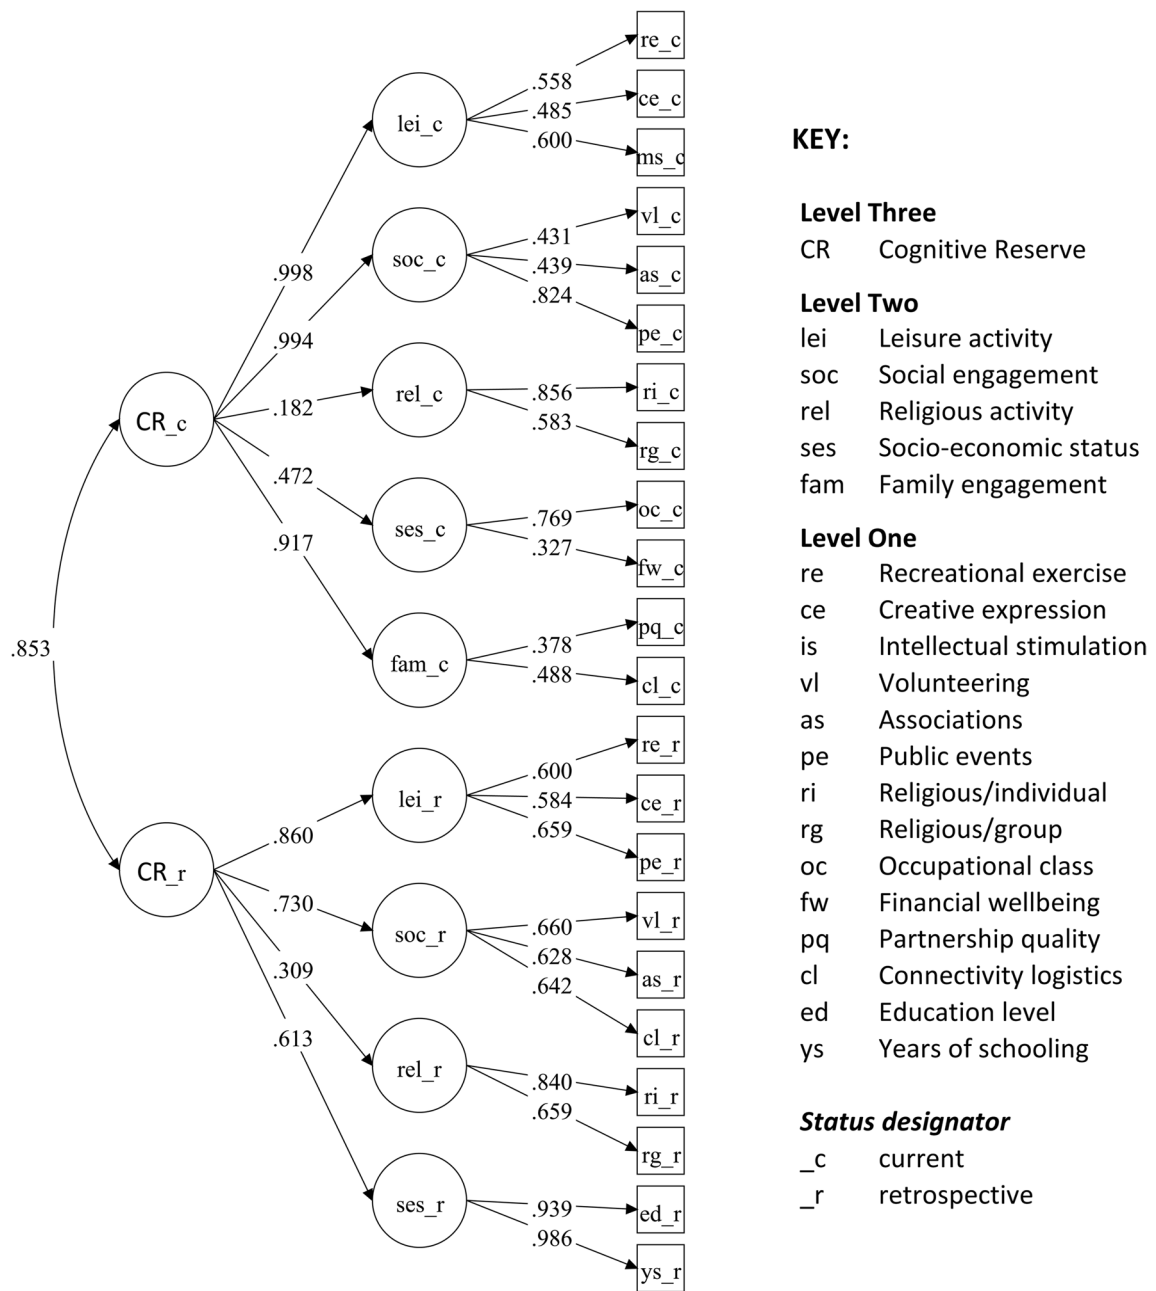 re_c
.558
ce_c
.485
lei_c
.600
ms_c
vl_c
.431
.998
soc_c
.439
as_c
.824
.994
pe_c
.856
ri_c
rel_c
.182
.583
CR_c
rg_c
.472
oc_c
.769
ses_c
.917
.327
fw_c
pq_c
.378
.853
fam_c
.488
cl_c
re_r
.600
lei_r
.584
ce_r
.860
.659
pe_r
CR_r
.730
.660
vl_r
soc_r
.628
as_r
.309
.642
cl_r
.613
rel_r
.840
ri_r
.659
rg_r
ses_r
.939
ed_r
.986
ys_r
KEY:
Level Three
CR Cognitive Reserve
Level Two
lei Leisure activity
soc Social engagement
rel Religious activity
ses Socio-economic status
fam Family engagement
Level One
re Recreational exercise
ce Creative expression
is Intellectual stimulation
vl Volunteering
as Associations
pe Public events
ri Religious/individual
rg Religious/group
oc Occupational class
fw Financial wellbeing
pq Partnership quality
cl Connectivity logistics
ed Education level
ys Years of schooling
Status designator
_c current
_r retrospective